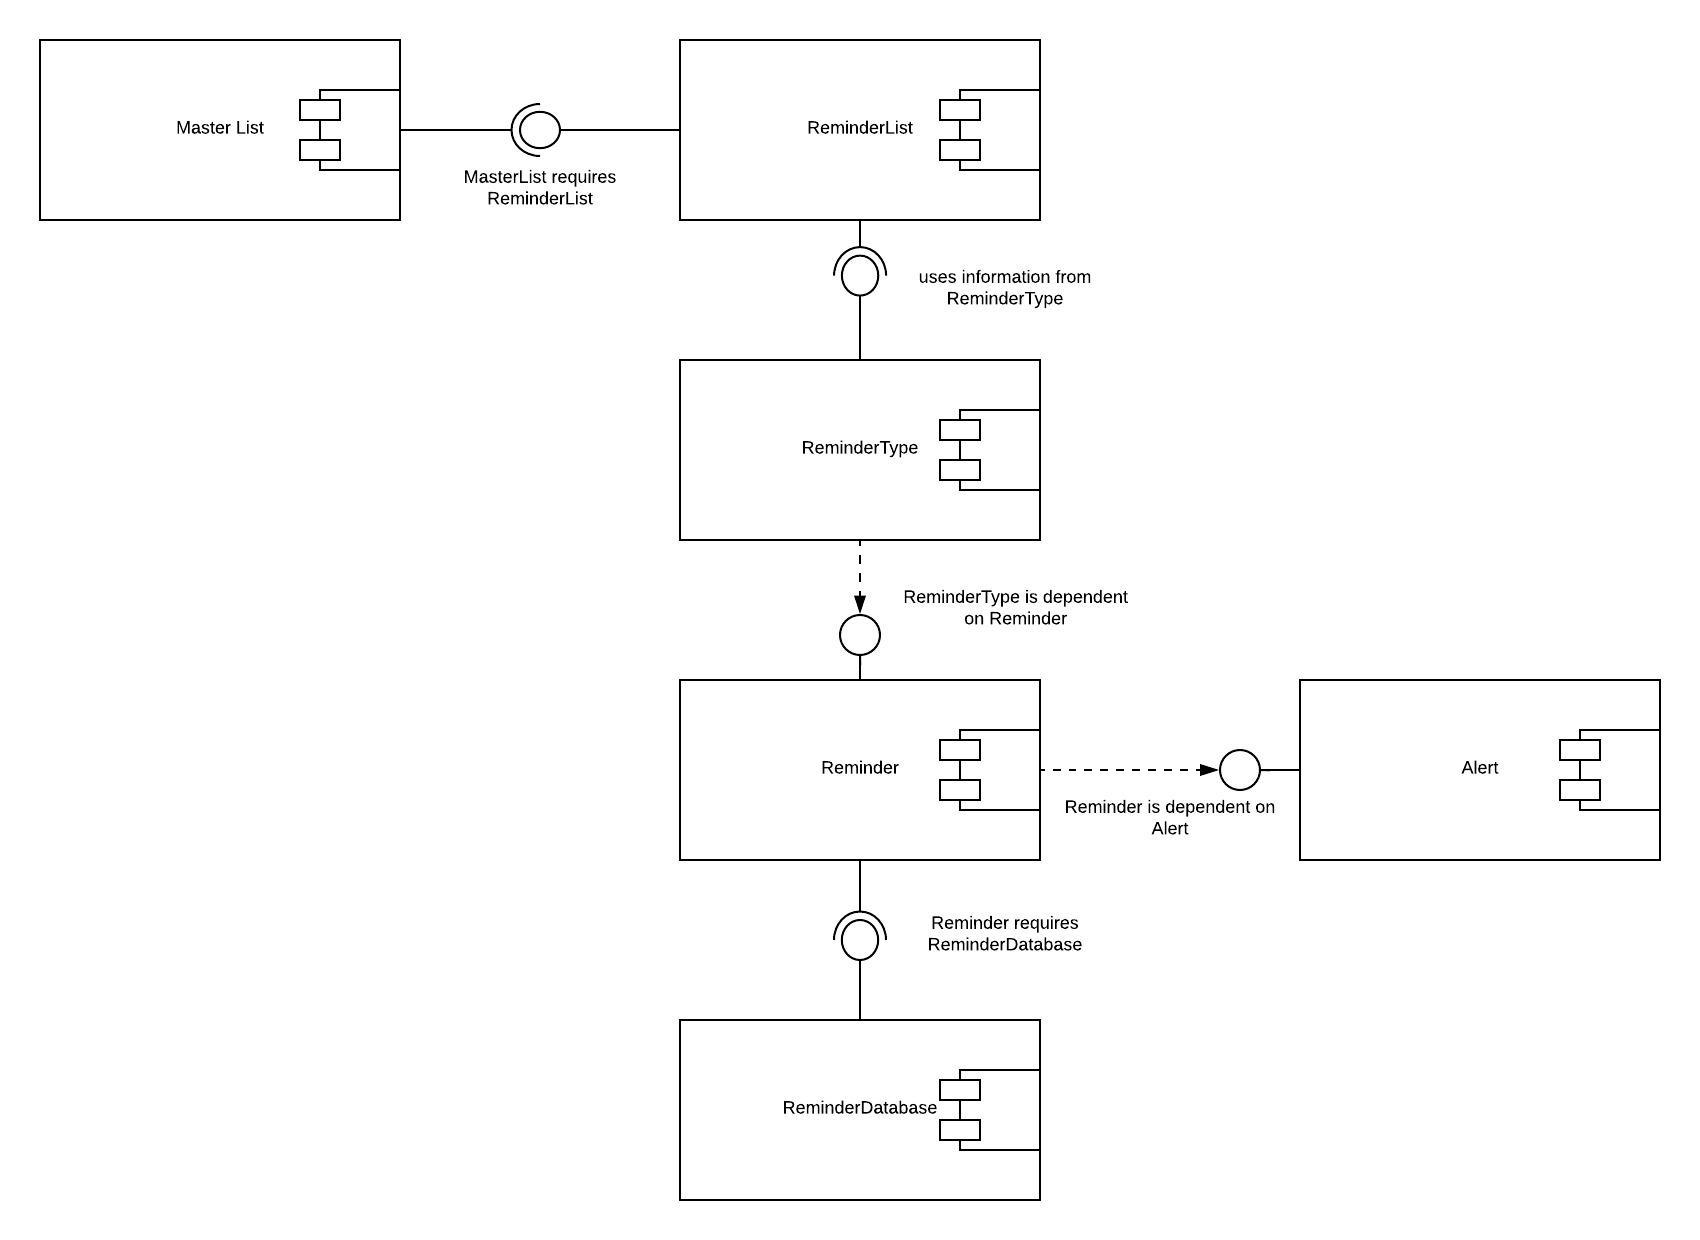 Master List
ReminderList
MasterList requires
ReminderList
uses information from
ReminderType
ReminderType
ReminderType is dependent
on Reminder
Reminder
Alert
Reminder is dependent on
Alert
Reminder requires
ReminderDatabase
ReminderDatabase